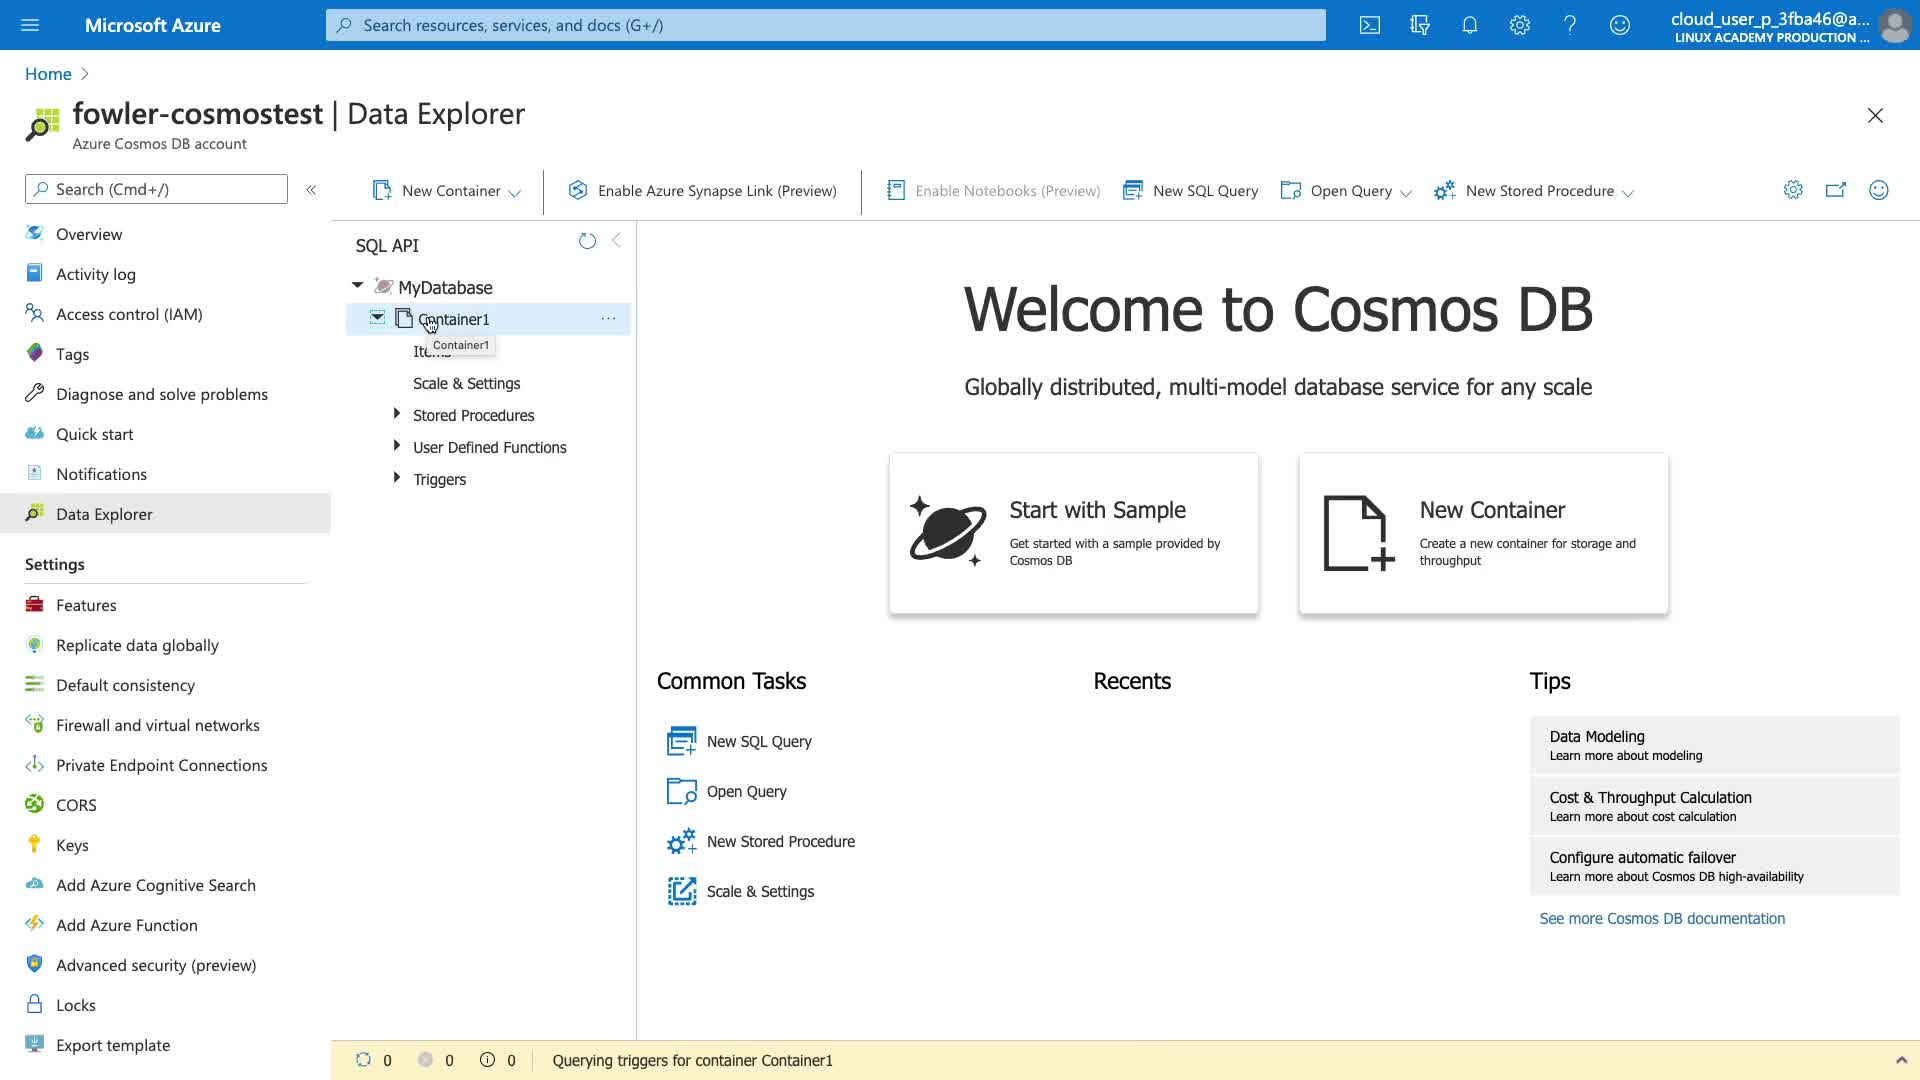 Microsoft Azure
Search resources, services, and docs (G+/)
cloud_user_p_3fba46@a...
LINUX ACADEMY PRODUCTION ...
Home
fowler-cosmostest | Data Explorer
Azure Cosmos DB account
Search (Cmd+/)
Overview
Activity log
Access control (IAM)
Tags
Diagnose and solve problems
Quick start
Notifications
Data Explorer
Settings
Features
Replicate data globally
Default consistency
Firewall and virtual networks
Private Endpoint Connections
CORS
Keys
Add Azure Cognitive Search
Add Azure Function
Advanced security (preview)
Locks
Export template
New Container
Enable Azure Synapse Link (Preview)
Enable Notebooks (Preview)
New SQL Query
Open Query
New Stored Procedure
SQL API
MyDatabase
Container1
Container1
Items
Scale & Settings
Stored Procedures
User Defined Functions
Triggers
Welcome to Cosmos DB
Globally distributed, multi-model database service for any scale
Start with Sample
Get started with a sample provided by
Cosmos DB
New Container
Create a new container for storage and
throughput
Common Tasks
New SQL Query
Open Query
New Stored Procedure
Scale & Settings
Recents
Tips
Data Modeling
Learn more about modeling
Cost & Throughput Calculation
Learn more about cost calculation
Configure automatic failover
Learn more about Cosmos DB high-availability
See more Cosmos DB documentation
0 0 0 Querying triggers for container Container1